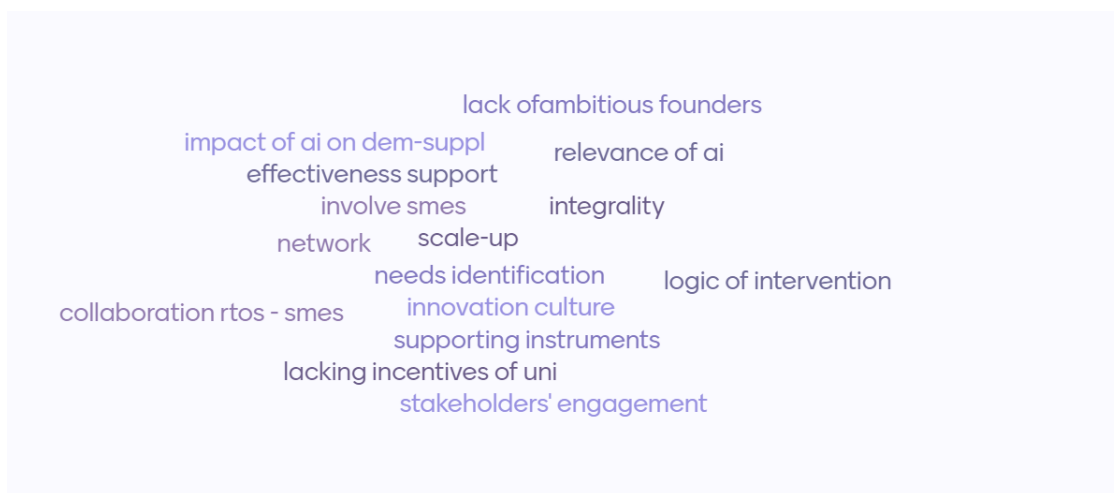 lack ofambitious founders
impact of ai on dem-suppl
relevance of ai
effectiveness support
involve smes
integrality
network
scale-up
needs identification
logic of intervention
collaboration rtos - smes
innovation culture
supporting instruments
lacking incentives of uni
stakeholders' engagement